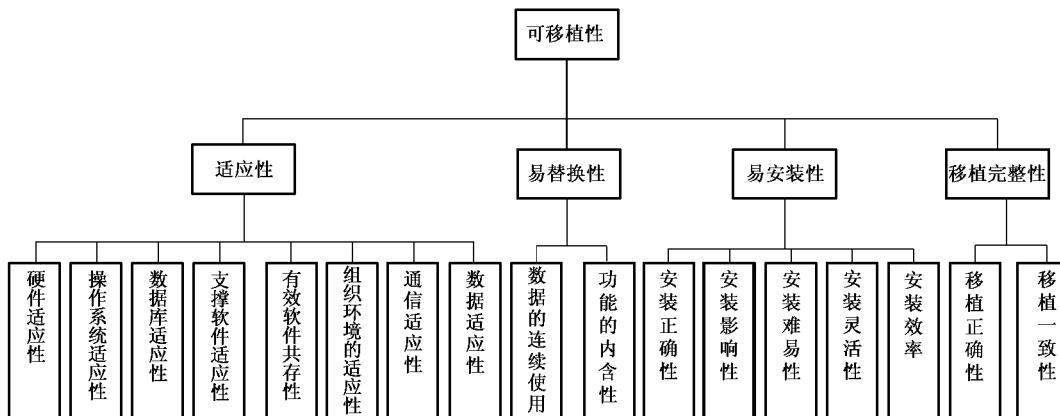 可移植性
适应性
易替换性
易安装性
移植完整性
硬件适应性
操作系统适应性
数据库适应性
支撑软件适应性
有效软件共存性
组织环境的适应性
通信适应性
数据适应性
数据的连续使用
功能的内含性
安装正确性
安装影响性
安装难易性
安装灵活性
安装效率
移植正确性
移植一致性